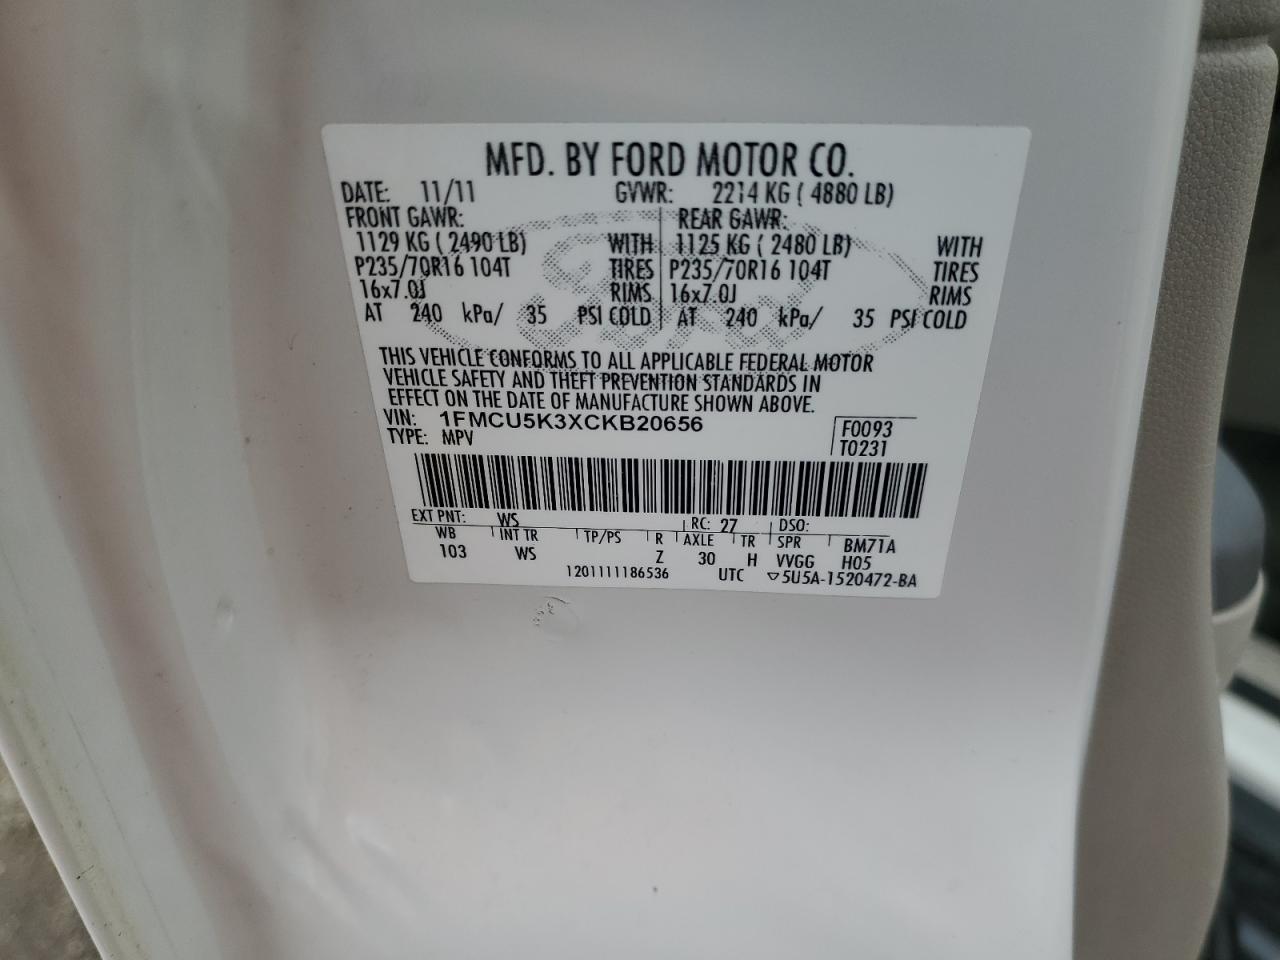 MFD. BY FORD MOTOR CO.
DATE: 11/11 GVWR: 2214 KG ( 4880 LB)
FRONT GAWR: REAR GAWR:
1129 KG ( 2490 LB) WITH 1125 KG ( 2480 LB) WITH
P235/70R16 104T TIRES P235/70R16 104T TIRES
16x7.0J RIMS 16x7.0J RIMS
AT 240 kPa/ 35 PSI COLD AT 240 kPa/ 35 PSI COLD
Ford
THIS VEHICLE CONFORMS TO ALL APPLICABLE FEDERAL MOTOR
VEHICLE SAFETY AND THEFT PREVENTION STANDARDS IN
EFFECT ON THE DATE OF MANUFACTURE SHOWN ABOVE.
VIN: 1FMCU5K3XCKB20656 F0093
TYPE: MPV T0231
EXT PNT: WS RC: 27 DSO:
WB INT TR TP/PS R AXLE TR SPR BM71A
103 WS Z 30 H VVGG H05
1201111186536 UTC ▽5U5A-1520472-BA